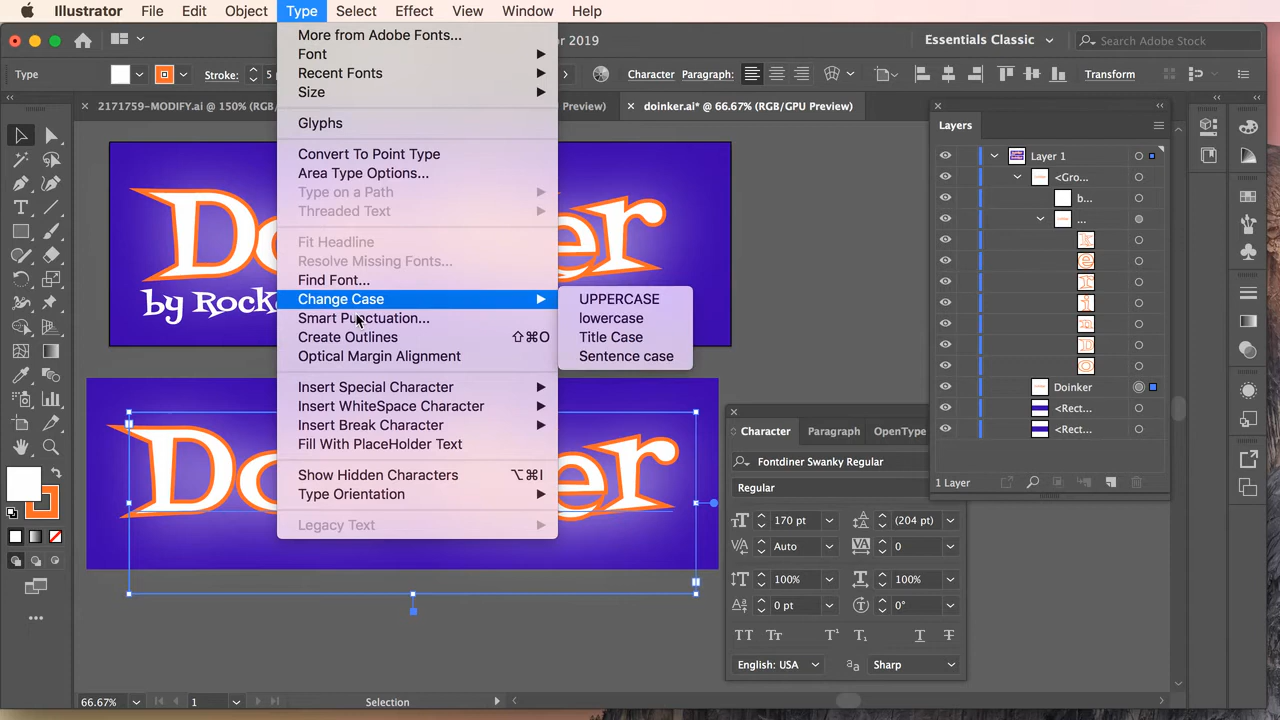 Illustrator File Edit Object Type Select Effect View Window Help
r 2019
Essentials Classic
Search Adobe Stock
Type
Stroke:
5 p
Character
Paragraph:
Transform
2171759-MODIFY.ai @ 150% (RGB/
Preview)
doinker.ai* @ 66.67% (RGB/GPU Preview)
More from Adobe Fonts...
Font
Recent Fonts
Size
Glyphs
Convert To Point Type
Area Type Options...
Type on a Path
Threaded Text
Fit Headline
Resolve Missing Fonts...
Find Font...
Change Case
Smart Punctuation...
Create Outlines ⇧⌘O
Optical Margin Alignment
Insert Special Character
Insert WhiteSpace Character
Insert Break Character
Fill With PlaceHolder Text
Show Hidden Characters ⌥⌘I
Type Orientation
Legacy Text
UPPERCASE
lowercase
Title Case
Sentence case
Do er
by Rock
Do er
Layers
Layer 1
<Gro...
b...
...
Doinker
<Rect...
<Rect...
1 Layer
Character
Paragraph
OpenType
Fontdiner Swanky Regular
Regular
170 pt
(204 pt)
Auto
0
100%
100%
0 pt
0°
English: USA
Sharp
66.67%
1
Selection